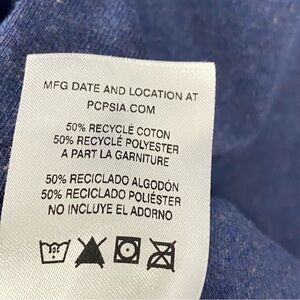 MFG DATE AND LOCATION AT
PCPSIA.COM
50% RECYCLÉ COTON
50% RECYCLÉ POLYESTER
A PART LA GARNITURE
50% RECICLADO ALGODÓN
50% RECICLADO POLIÉSTER
NO INCLUYE EL ADORNO